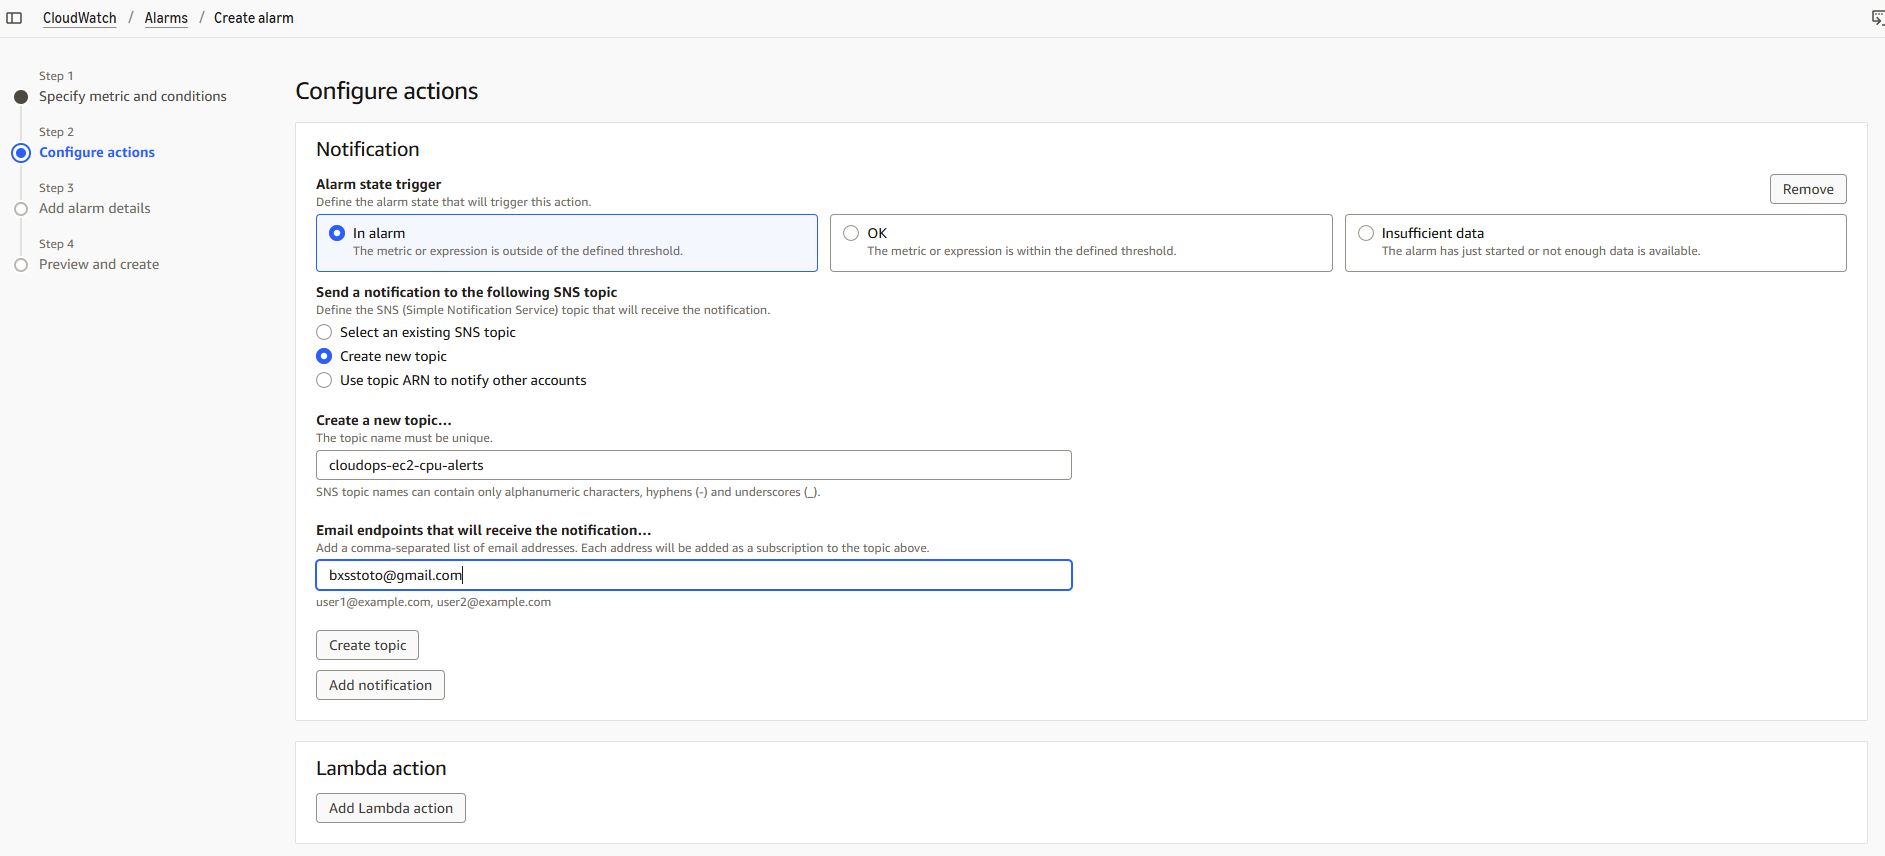 CloudWatch / Alarms / Create alarm
Step 1
Specify metric and conditions
Step 2
Configure actions
Step 3
Add alarm details
Step 4
Preview and create
Configure actions
Notification
Alarm state trigger
Define the alarm state that will trigger this action.
Remove
In alarm
The metric or expression is outside of the defined threshold.
OK
The metric or expression is within the defined threshold.
Insufficient data
The alarm has just started or not enough data is available.
Send a notification to the following SNS topic
Define the SNS (Simple Notification Service) topic that will receive the notification.
Select an existing SNS topic
Create new topic
Use topic ARN to notify other accounts
Create a new topic...
The topic name must be unique.
cloudops-ec2-cpu-alerts
SNS topic names can contain only alphanumeric characters, hyphens (-) and underscores (_).
Email endpoints that will receive the notification...
Add a comma-separated list of email addresses. Each address will be added as a subscription to the topic above.
bxsstoto@gmail.com
user1@example.com, user2@example.com
Create topic
Add notification
Lambda action
Add Lambda action